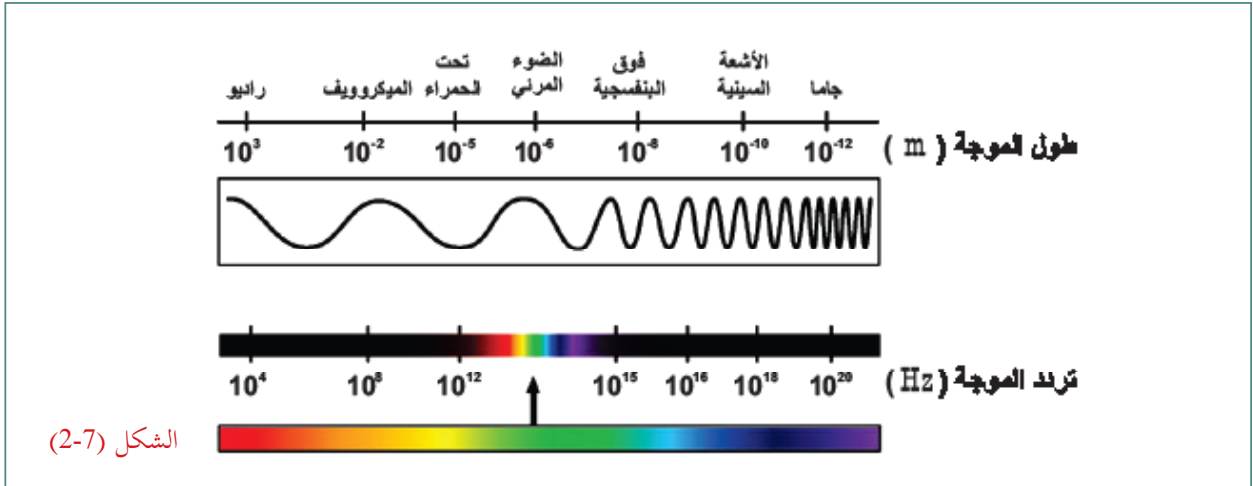 الأشعة
فوق
الضوء
تحت
جاما
السينية
البنفسجية
المرئي
الحمراء
الميكروويف
راديو
طول الموجة ( m )
10³ 10⁻² 10⁻⁵ 10⁻⁶ 10⁻⁸ 10⁻¹⁰ 10⁻¹²
تردد الموجة (Hz)
10⁴ 10⁸ 10¹² 10¹⁵ 10¹⁶ 10¹⁸ 10²⁰
الشكل (7-2)